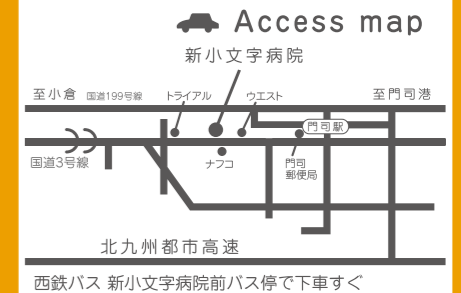 Access map
新小文字病院
至小倉 国道199号線 トライアル ウエスト 至門司港
門司駅
国道3号線 ナフコ 門司
郵便局
北九州都市高速
西鉄バス 新小文字病院前バス停で下車すぐ